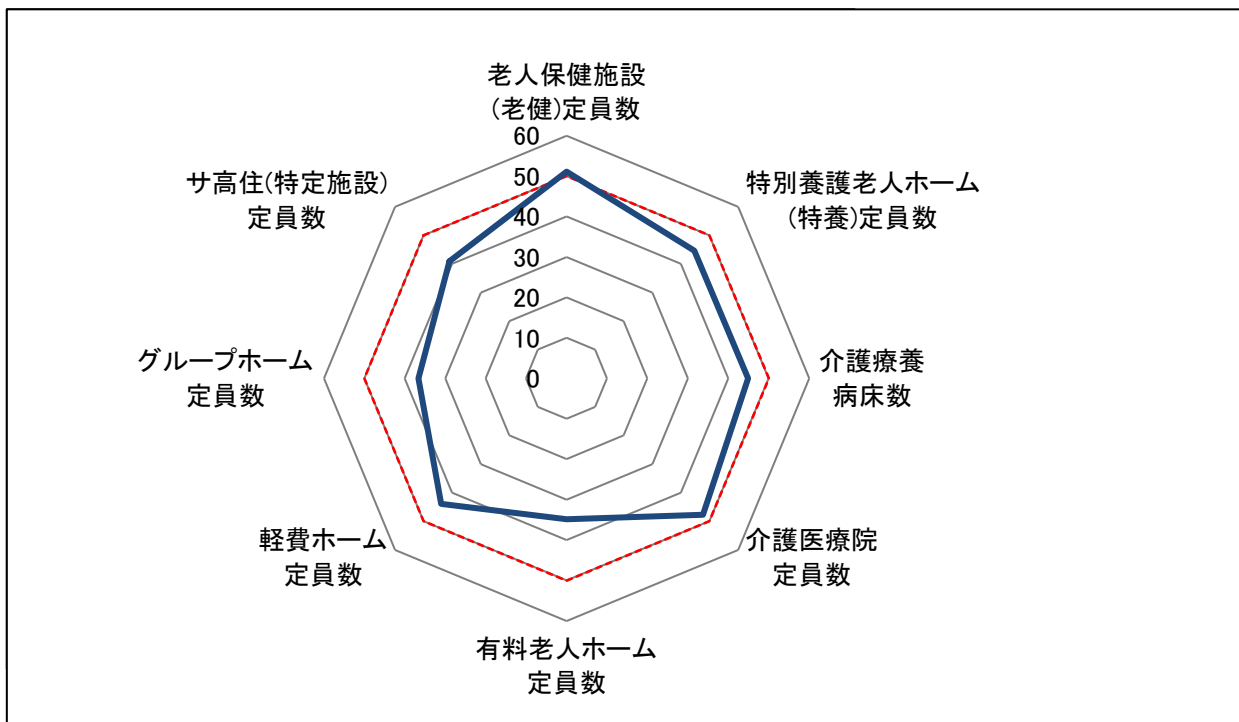 老人保健施設
(老健)定員数
特別養護老人ホーム
(特養)定員数
介護療養
病床数
介護医療院
定員数
有料老人ホーム
定員数
軽費ホーム
定員数
グループホーム
定員数
サ高住(特定施設)
定員数
60
50
40
30
20
10
0